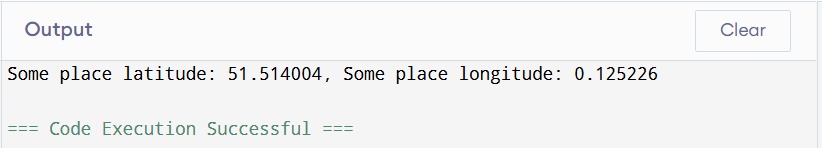 Output
Clear
Some place latitude: 51.514004, Some place longitude: 0.125226
=== Code Execution Successful ===